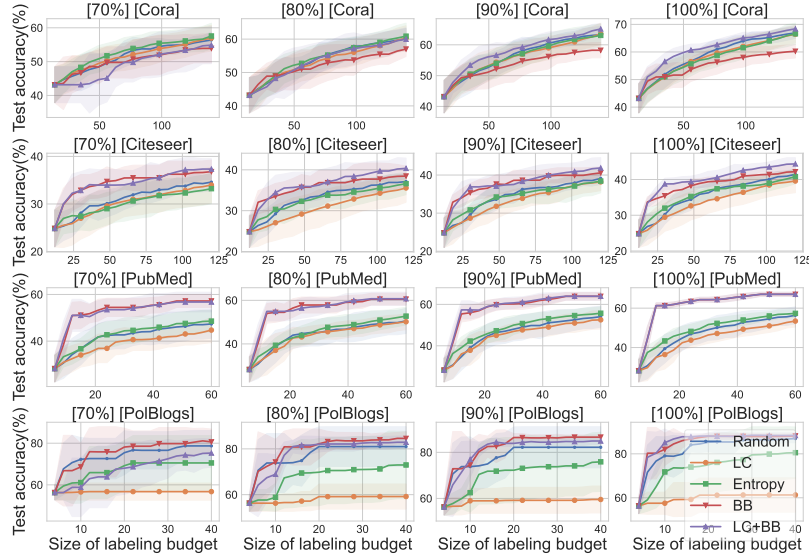 [70%] [Cora] [80%] [Cora] [90%] [Cora] [100%] [Cora]
Test accuracy(%)
60 50 40
60 50 40
60 50 40
70 60 50 40
50 100 50 100 50 100 50 100
[70%] [Citeseer] [80%] [Citeseer] [90%] [Citeseer] [100%] [Citeseer]
Test accuracy(%)
40 30 20
40 30 20
40 30 20
40 20
25 50 75 100 125 25 50 75 100 125 25 50 75 100 125 25 50 75 100 125
[70%] [PubMed] [80%] [PubMed] [90%] [PubMed] [100%] [PubMed]
Test accuracy(%)
60 40
60 40
60 40
60 40
20 40 60 20 40 60 20 40 60 20 40 60
[70%] [PolBlogs] [80%] [PolBlogs] [90%] [PolBlogs] [100%] [PolBlogs]
Test accuracy(%)
80 60
80 60
80 60
80 60
Random
LC
Entropy
BB
LC+BB
10 20 30 40 10 20 30 40 10 20 30 40 10 20 30 40
Size of labeling budget Size of labeling budget Size of labeling budget Size of labeling budget